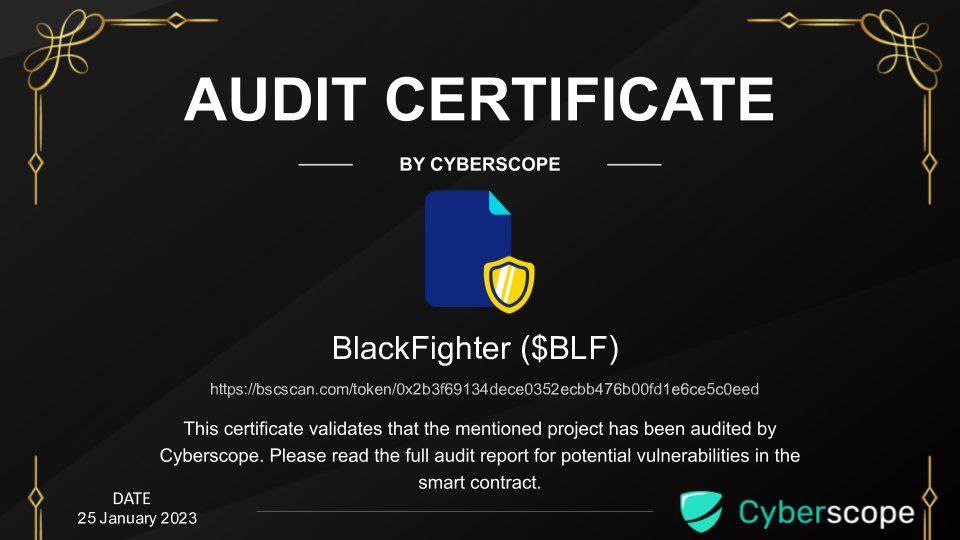 AUDIT CERTIFICATE
BY CYBERSCOPE
BlackFighter ($BLF)
https://bscscan.com/token/0x2b3f69134dece0352ecbb476b00fd1e6ce5c0eed
This certificate validates that the mentioned project has been audited by
Cyberscope. Please read the full audit report for potential vulnerabilities in the
smart contract.
DATE
25 January 2023
Cyberscope